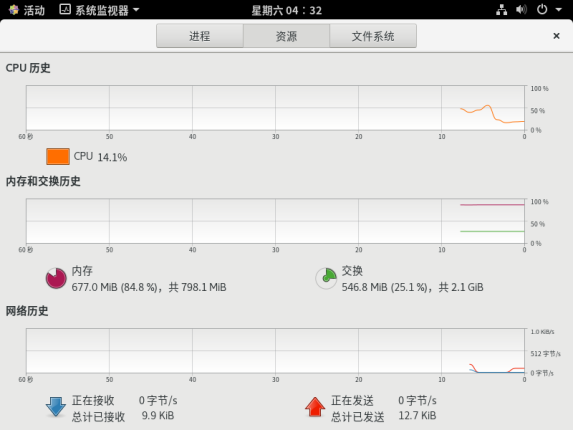 活动 系统监视器 星期六 04：32
进程 资源 文件系统
CPU 历史
100 %
50 %
0 %
60 秒 50 40 30 20 10 0
CPU 14.1%
内存和交换历史
100 %
50 %
0 %
60 秒 50 40 30 20 10 0
内存 交换
677.0 MiB (84.8 %)，共 798.1 MiB 546.8 MiB (25.1 %)，共 2.1 GiB
网络历史
1.0 KiB/s
512 字节/s
0 字节/s
60 秒 50 40 30 20 10 0
正在接收 0 字节/s 正在发送 0 字节/s
总计已接收 9.9 KiB 总计已发送 12.7 KiB